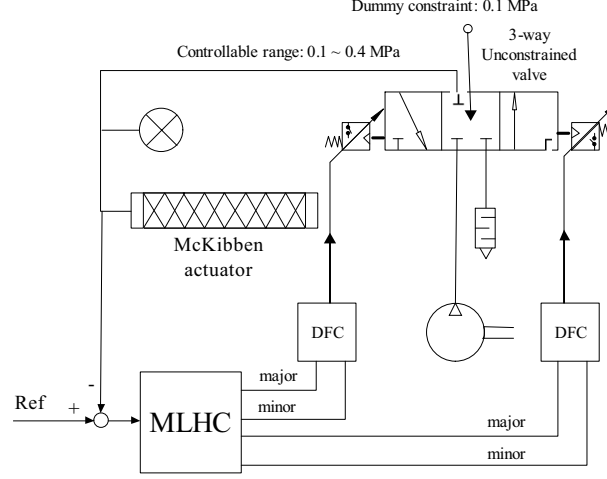 Dummy constraint: 0.1 MPa
Controllable range: 0.1 ~ 0.4 MPa
3-way
Unconstrained
valve
McKibben
actuator
DFC
DFC
-
Ref
+
MLHC
major
minor
major
minor